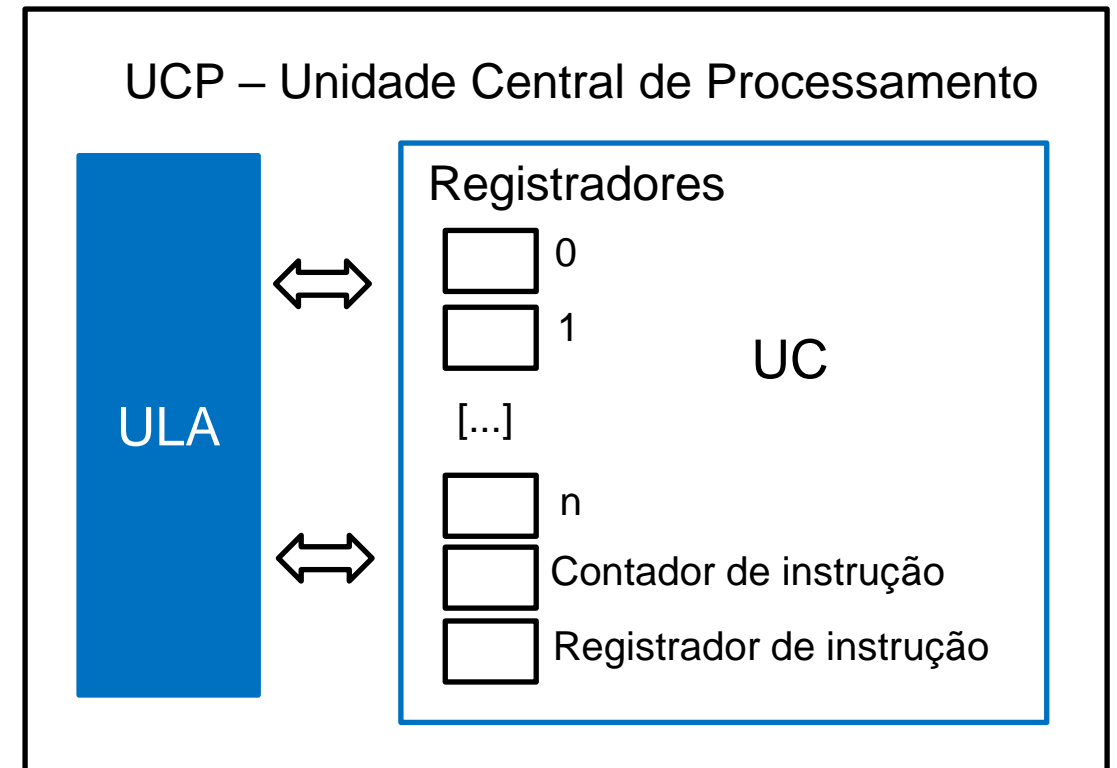 UCP – Unidade Central de Processamento
ULA
Registradores
0
1
UC
[...]
n
Contador de instrução
Registrador de instrução